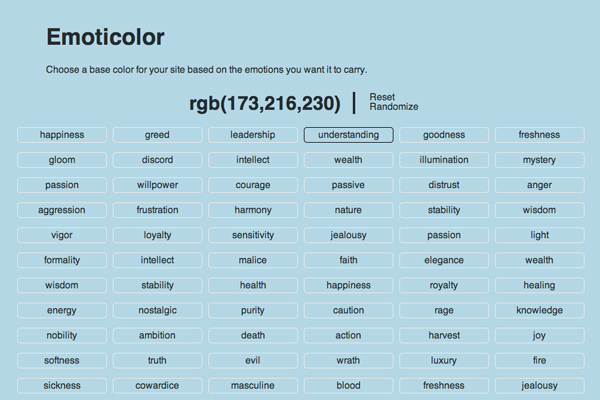 Emoticolor
Choose a base color for your site based on the emotions you want it to carry.
rgb(173,216,230) | Reset
Randomize
happiness greed leadership understanding goodness freshness
gloom discord intellect wealth illumination mystery
passion willpower courage passive distrust anger
aggression frustration harmony nature stability wisdom
vigor loyalty sensitivity jealousy passion light
formality intellect malice faith elegance wealth
wisdom stability health happiness royalty healing
energy nostalgic purity caution rage knowledge
nobility ambition death action harvest joy
softness truth evil wrath luxury fire
sickness cowardice masculine blood freshness jealousy